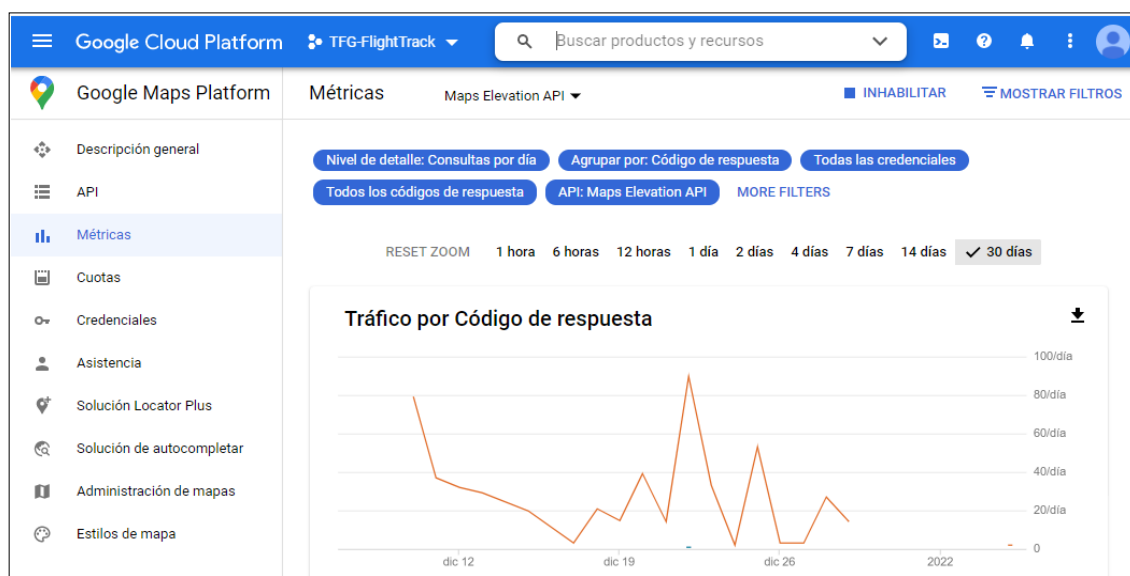 Google Cloud Platform TFG-FlightTrack Buscar productos y recursos
Google Maps Platform Métricas Maps Elevation API INHABILITAR MOSTRAR FILTROS
Descripción general
API
Métricas
Cuotas
Credenciales
Asistencia
Solución Locator Plus
Solución de autocompletar
Administración de mapas
Estilos de mapa
Nivel de detalle: Consultas por día Agrupar por: Código de respuesta Todas las credenciales
Todos los códigos de respuesta API: Maps Elevation API MORE FILTERS
RESET ZOOM 1 hora 6 horas 12 horas 1 día 2 días 4 días 7 días 14 días 30 días
Tráfico por Código de respuesta
100/día
80/día
60/día
40/día
20/día
0
dic 12 dic 19 dic 26 2022